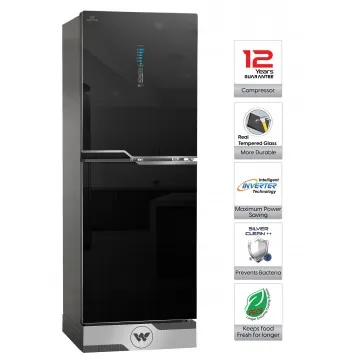 12
Years
GUARANTEE
Compressor
Real
Tempered Glass
More Durable
Intelligent
INVERTER
Technology
Maximum Power
Saving
SILVER
CLEAN ++
Prevents Bacteria
Keeps food
Fresh for longer
W